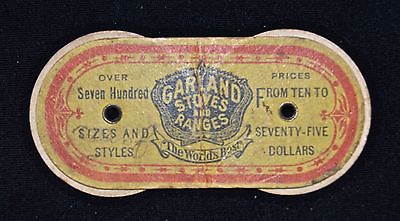 OVER
Seven Hundred
SIZES AND
STYLES
GARLAND
STOVES
AND
RANGES
The World's Best
PRICES
FROM TEN TO
SEVENTY-FIVE
DOLLARS